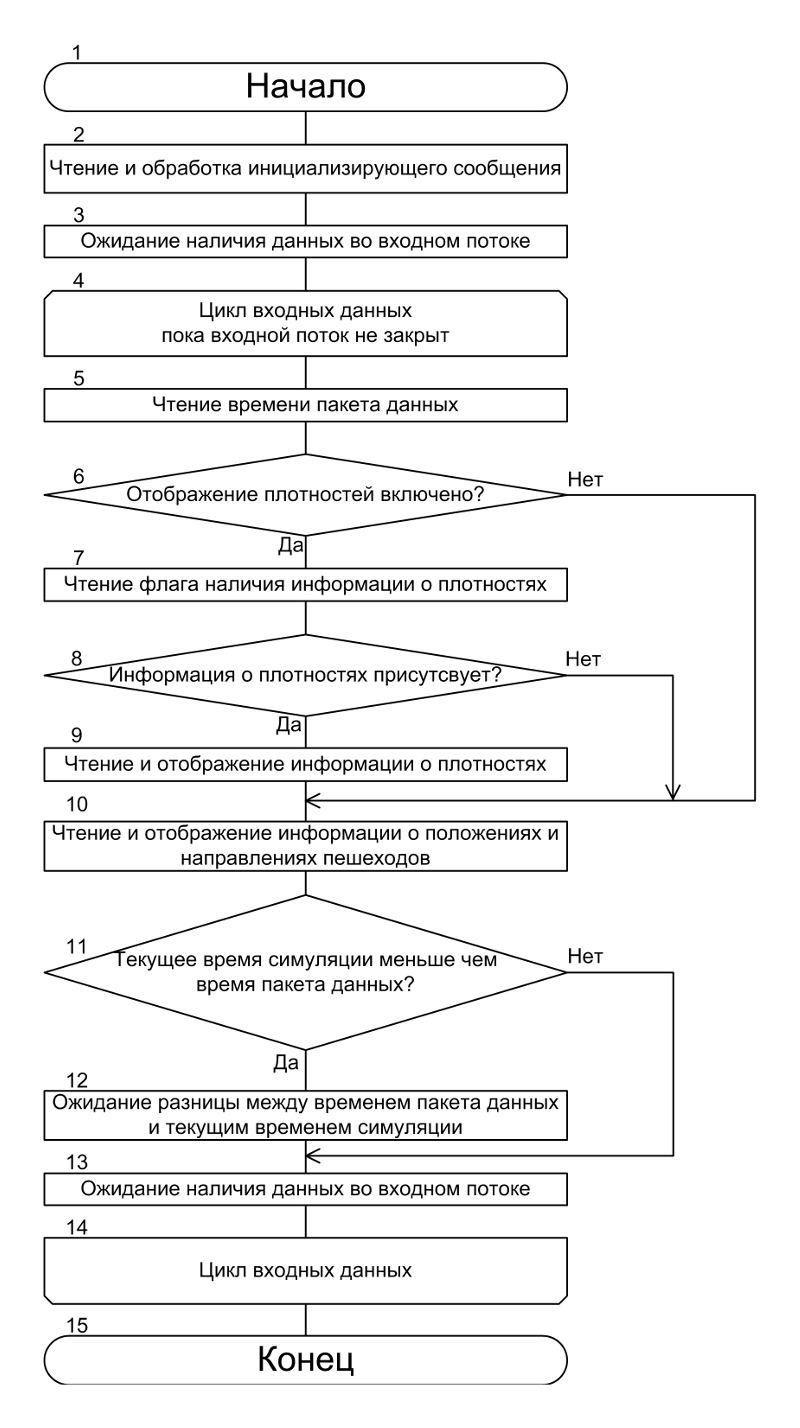 1
Начало
2
Чтение и обработка инициализирующего сообщения
3
Ожидание наличия данных во входном потоке
4
Цикл входных данных
пока входной поток не закрыт
5
Чтение времени пакета данных
6
Отображение плотностей включено?
Нет
Да
7
Чтение флага наличия информации о плотностях
8
Информация о плотностях присутсвует?
Нет
Да
9
Чтение и отображение информации о плотностях
10
Чтение и отображение информации о положениях и
направлениях пешеходов
11
Текущее время симуляции меньше чем
время пакета данных?
Нет
Да
12
Ожидание разницы между временем пакета данных
и текущим временем симуляции
13
Ожидание наличия данных во входном потоке
14
Цикл входных данных
15
Конец